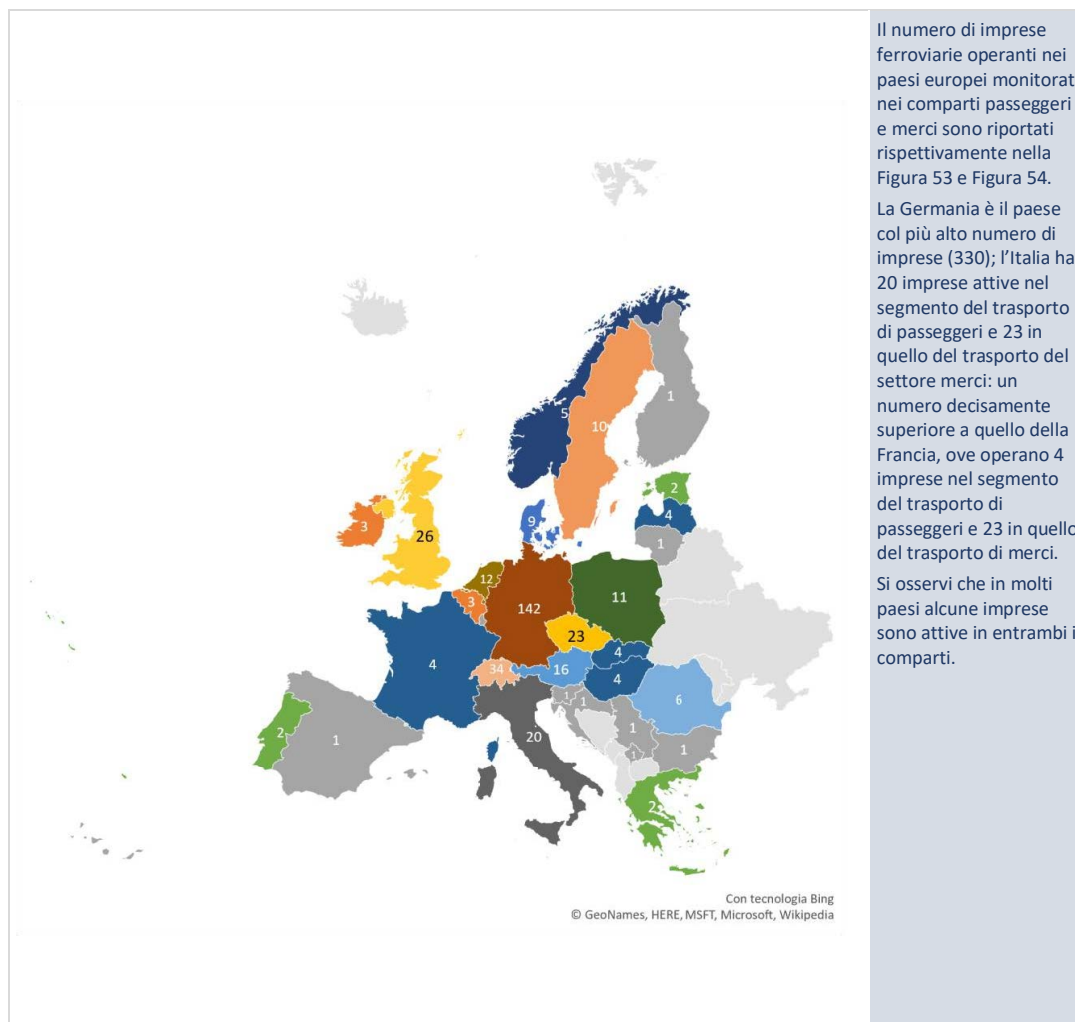 5
10
1
2
4
1
9
3
26
12
3
142
11
23
4
4
34
16
4
6
1
1
20
1
1
1
2
1
2
Con tecnologia Bing
© GeoNames, HERE, MSFT, Microsoft, Wikipedia
Il numero di imprese
ferroviarie operanti nei
paesi europei monitorat
nei comparti passeggeri
e merci sono riportati
rispettivamente nella
Figura 53 e Figura 54.
La Germania è il paese
col più alto numero di
imprese (330); l’Italia ha
20 imprese attive nel
segmento del trasporto
di passeggeri e 23 in
quello del trasporto del
settore merci: un
numero decisamente
superiore a quello della
Francia, ove operano 4
imprese nel segmento
del trasporto di
passeggeri e 23 in quello
del trasporto di merci.
Si osservi che in molti
paesi alcune imprese
sono attive in entrambi i
comparti.